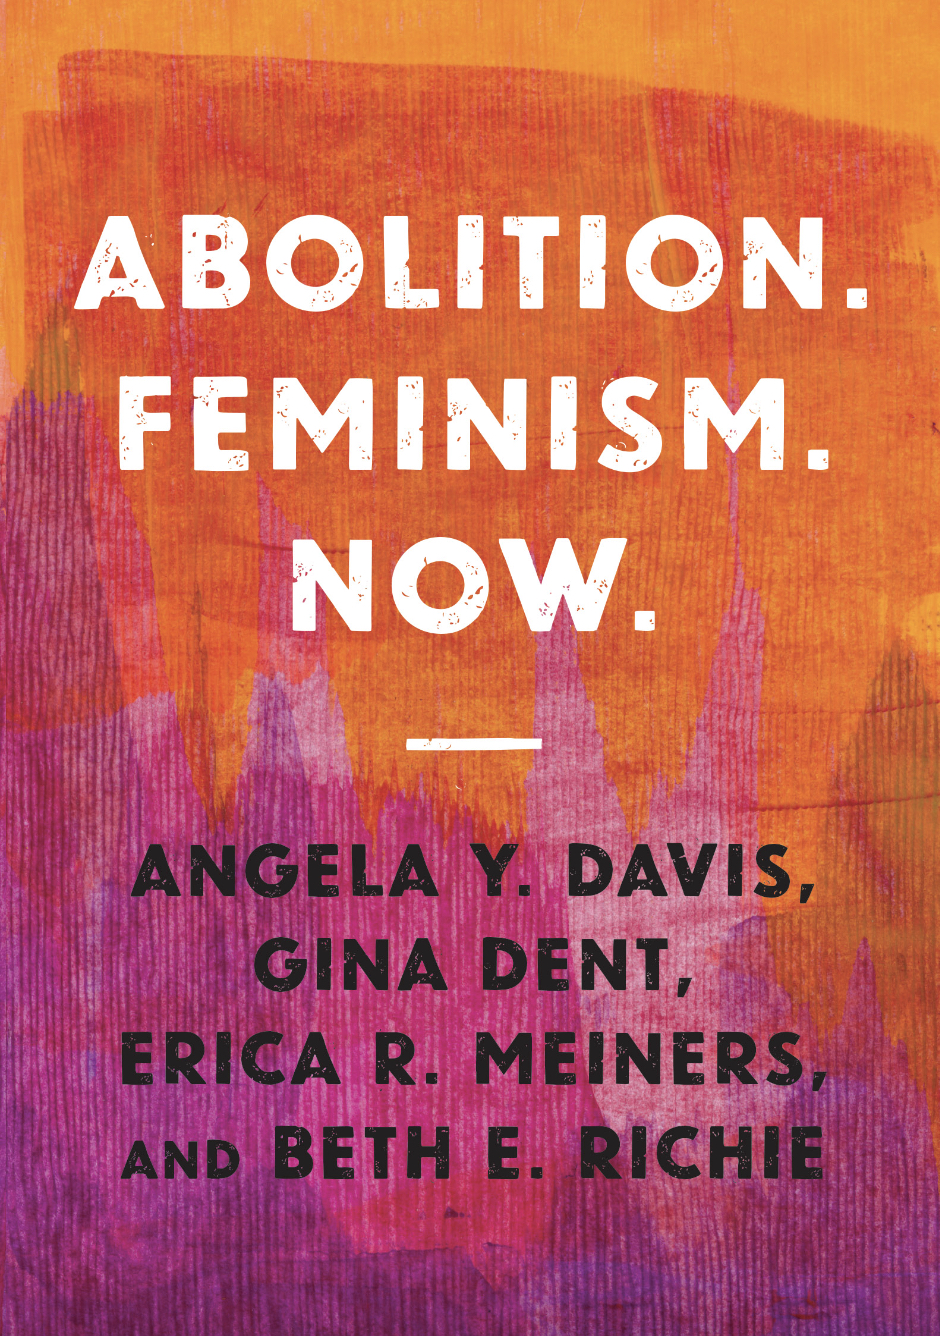 ABOLITION.
FEMINISM.
NOW.
ANGELA Y. DAVIS,
GINA DENT,
ERICA R. MEINERS,
AND BETH E. RICHIE